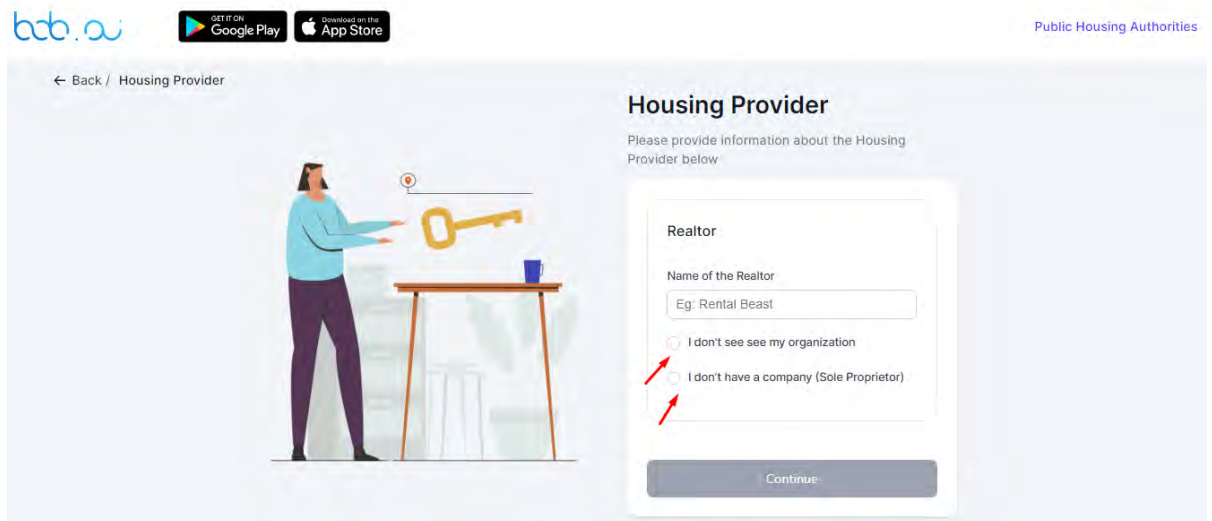 bob.ai
GET IT ON
Google Play
Download on the
App Store
Public Housing Authorities
← Back / Housing Provider
Housing Provider
Please provide information about the Housing
Provider below
Realtor
Name of the Realtor
Eg: Rental Beast
I don't see see my organization
I don't have a company (Sole Proprietor)
Continue